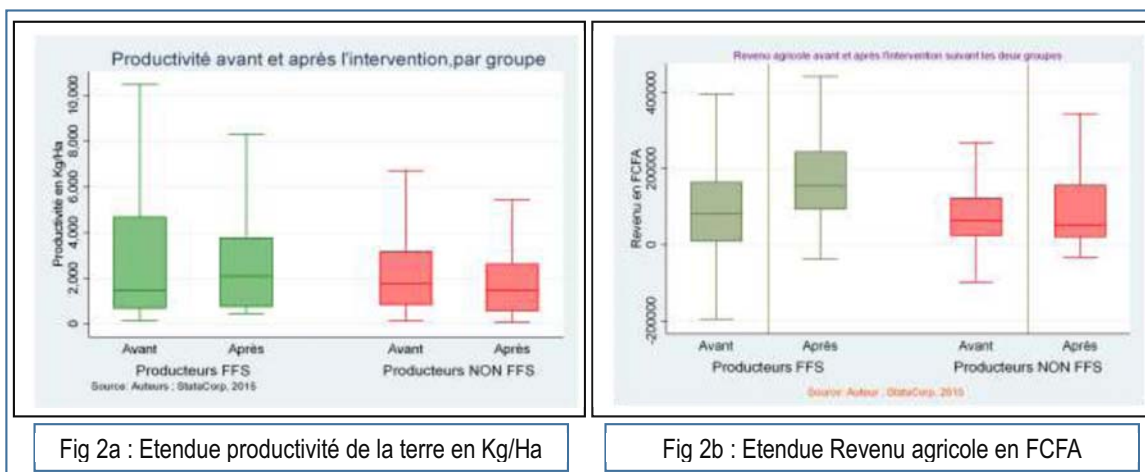 Productivité avant et après l'intervention,par groupe
Productivité en Kg/Ha
10,000
8,000
6,000
4,000
2,000
0
Avant
Après
Avant
Après
Producteurs FFS
Producteurs NON FFS
Source: Auteurs ; StataCorp, 2015
Fig 2a : Etendue productivité de la terre en Kg/Ha
Revenu agricole avant et après l'intervention suivant les deux groupes
Revenu en FCFA
400000
200000
0
-200000
Avant
Après
Avant
Après
Producteurs FFS
Producteurs NON FFS
Source: Auteur ; StataCorp, 2015
Fig 2b : Etendue Revenu agricole en FCFA